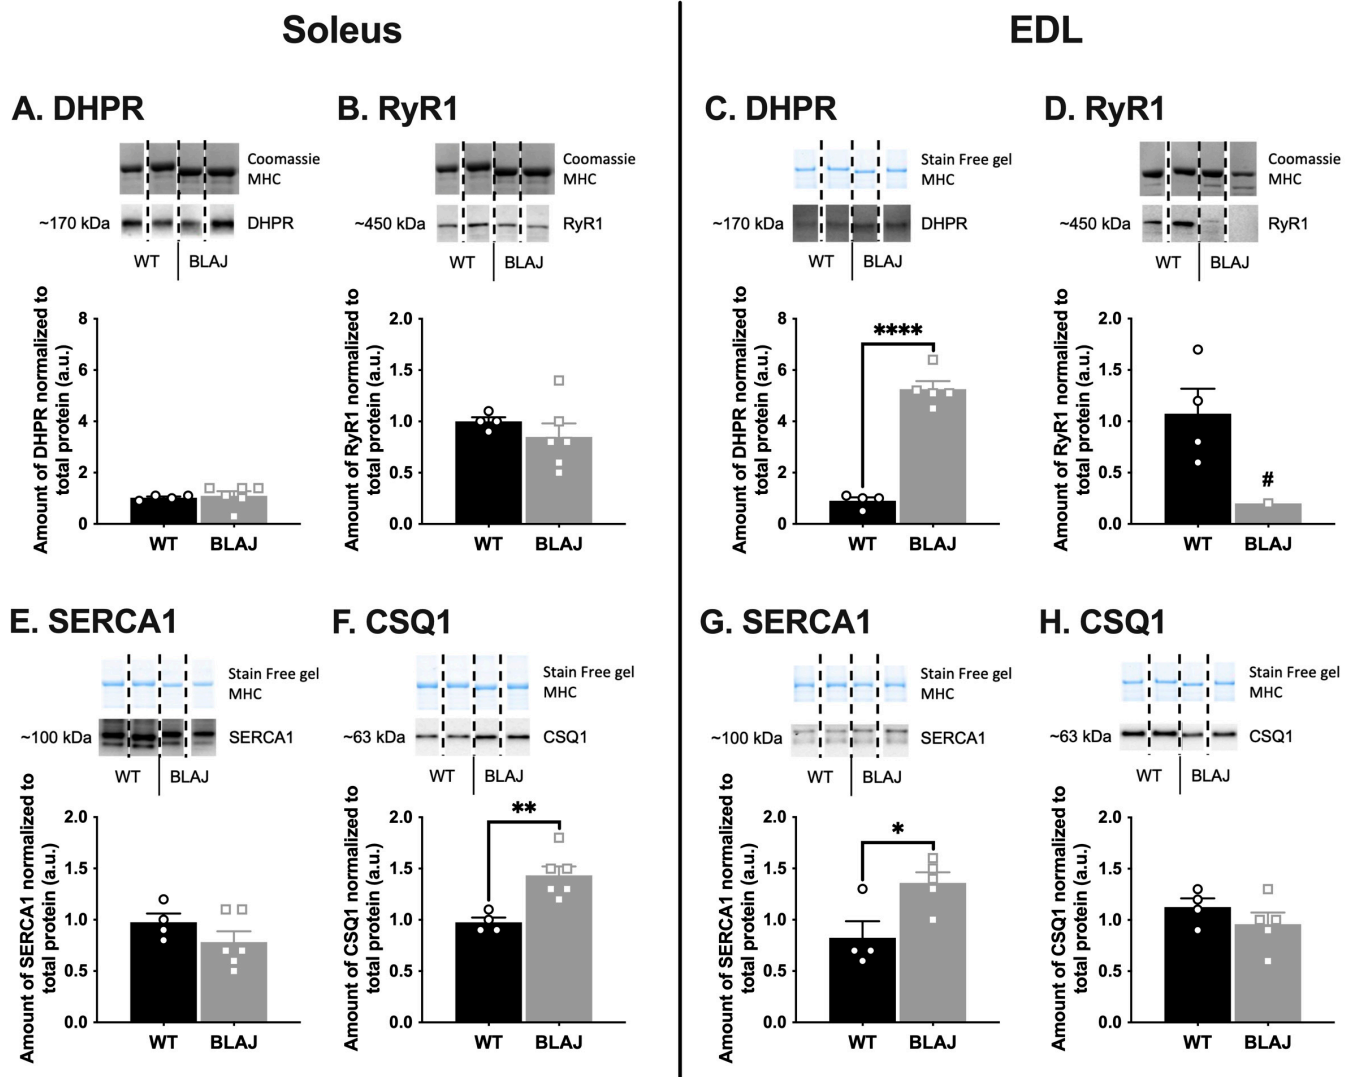 Soleus
EDL
A. DHPR
Coomassie
MHC
~170 kDa
DHPR
WT
BLAJ
Amount of DHPR normalized to
total protein (a.u.)
8
6
4
2
0
WT
BLAJ
B. RyR1
Coomassie
MHC
~450 kDa
RyR1
WT
BLAJ
Amount of RyR1 normalized to
total protein (a.u.)
2.0
1.5
1.0
0.5
0.0
WT
BLAJ
C. DHPR
Stain Free gel
MHC
~170 kDa
DHPR
WT
BLAJ
Amount of DHPR normalized to
total protein (a.u.)
8
6
4
2
0
****
WT
BLAJ
D. RyR1
Coomassie
MHC
~450 kDa
RyR1
WT
BLAJ
Amount of RyR1 normalized to
total protein (a.u.)
2.0
1.5
1.0
0.5
0.0
#
WT
BLAJ
E. SERCA1
Stain Free gel
MHC
~100 kDa
SERCA1
WT
BLAJ
Amount of SERCA1 normalized to
total protein (a.u.)
2.0
1.5
1.0
0.5
0.0
WT
BLAJ
F. CSQ1
Stain Free gel
MHC
~63 kDa
CSQ1
WT
BLAJ
Amount of CSQ1 normalized to
total protein (a.u.)
2.0
1.5
1.0
0.5
0.0
**
WT
BLAJ
G. SERCA1
Stain Free gel
MHC
~100 kDa
SERCA1
WT
BLAJ
Amount of SERCA1 normalized to
total protein (a.u.)
2.0
1.5
1.0
0.5
0.0
*
WT
BLAJ
H. CSQ1
Stain Free gel
MHC
~63 kDa
CSQ1
WT
BLAJ
Amount of CSQ1 normalized to
total protein (a.u.)
2.0
1.5
1.0
0.5
0.0
WT
BLAJ